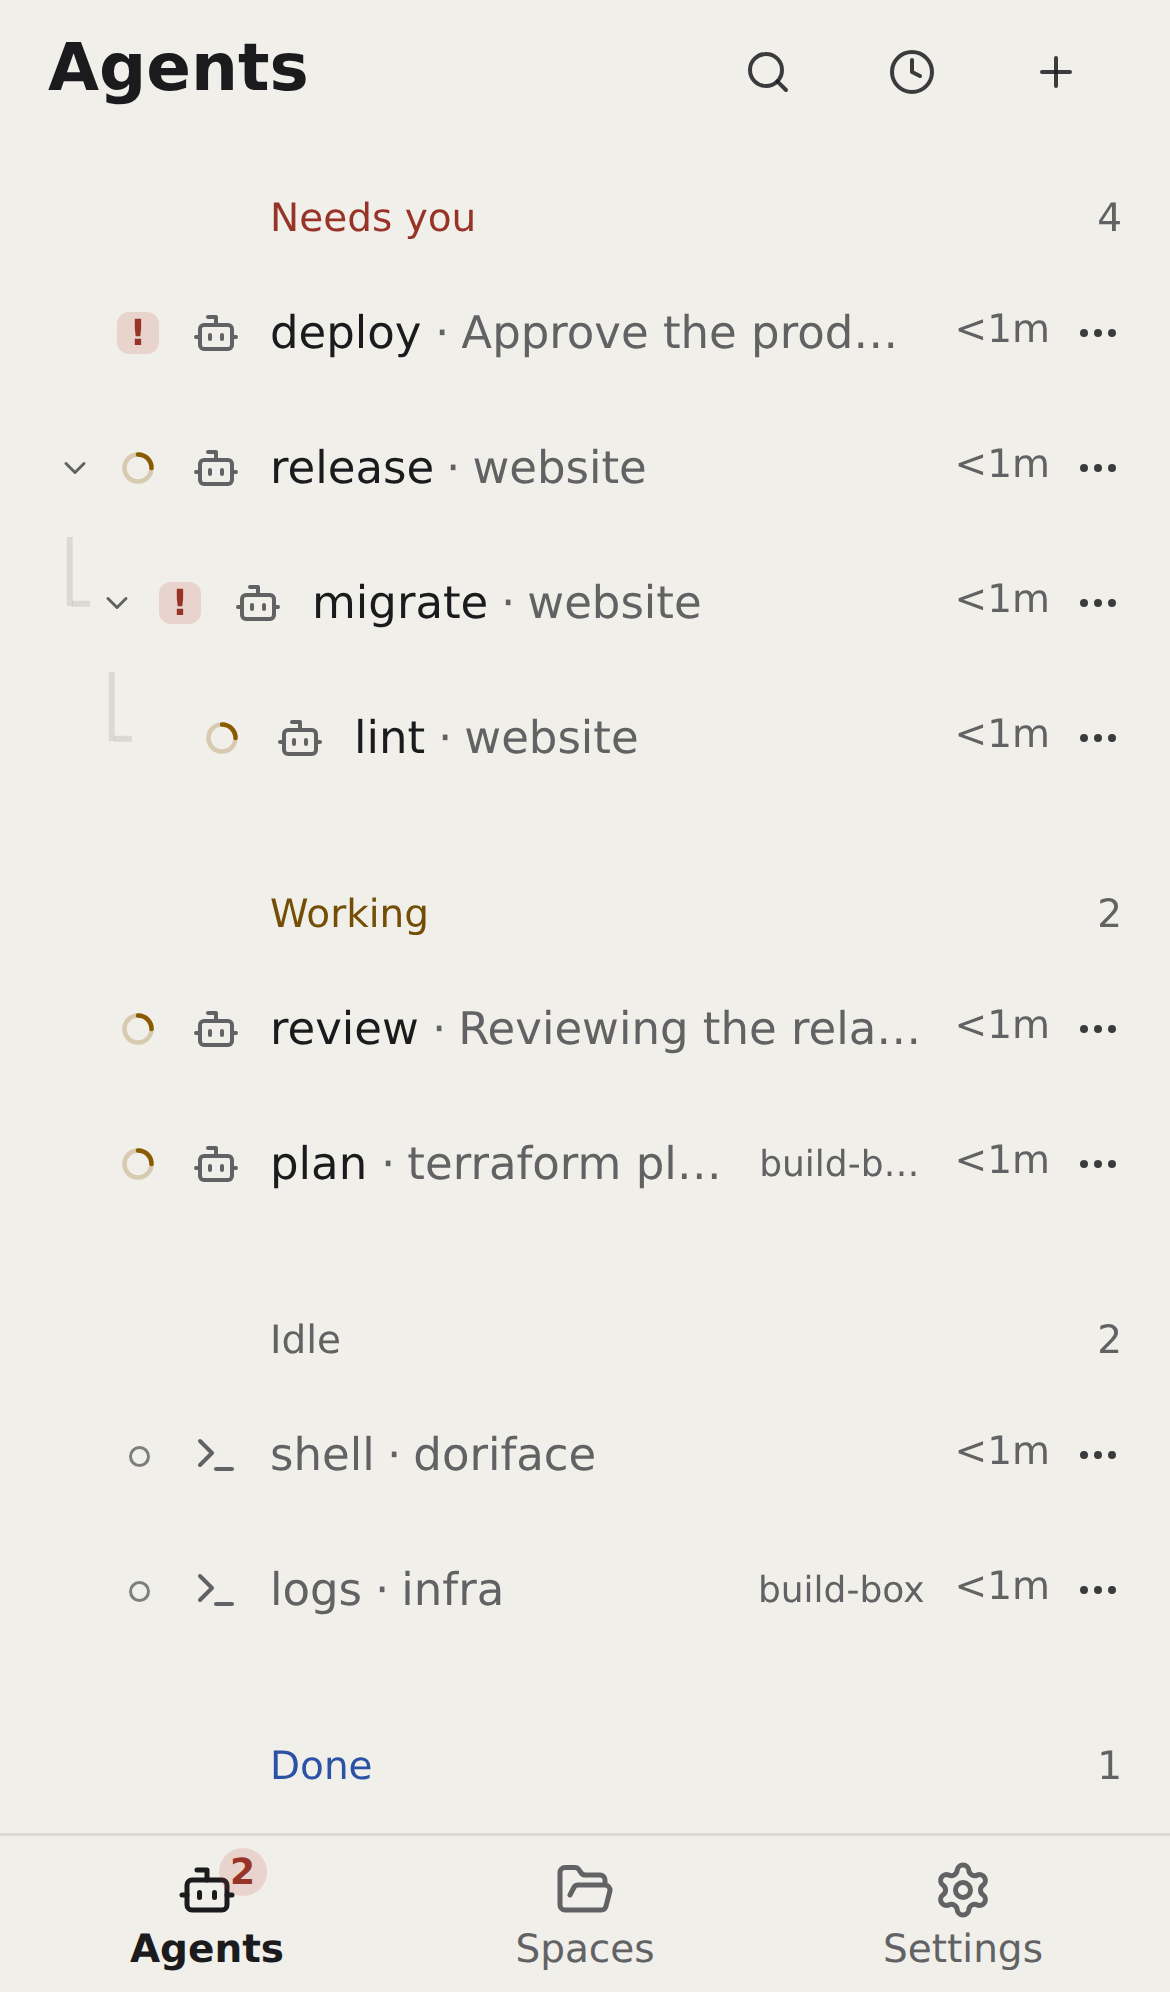 Agents
Needs you 4
! deploy · Approve the prod... <1m
release · website <1m
! migrate · website <1m
lint · website <1m
Working 2
review · Reviewing the rela... <1m
plan · terraform pl... build-b... <1m
Idle 2
shell · doriface <1m
logs · infra build-box <1m
Done 1
2
Agents Spaces Settings